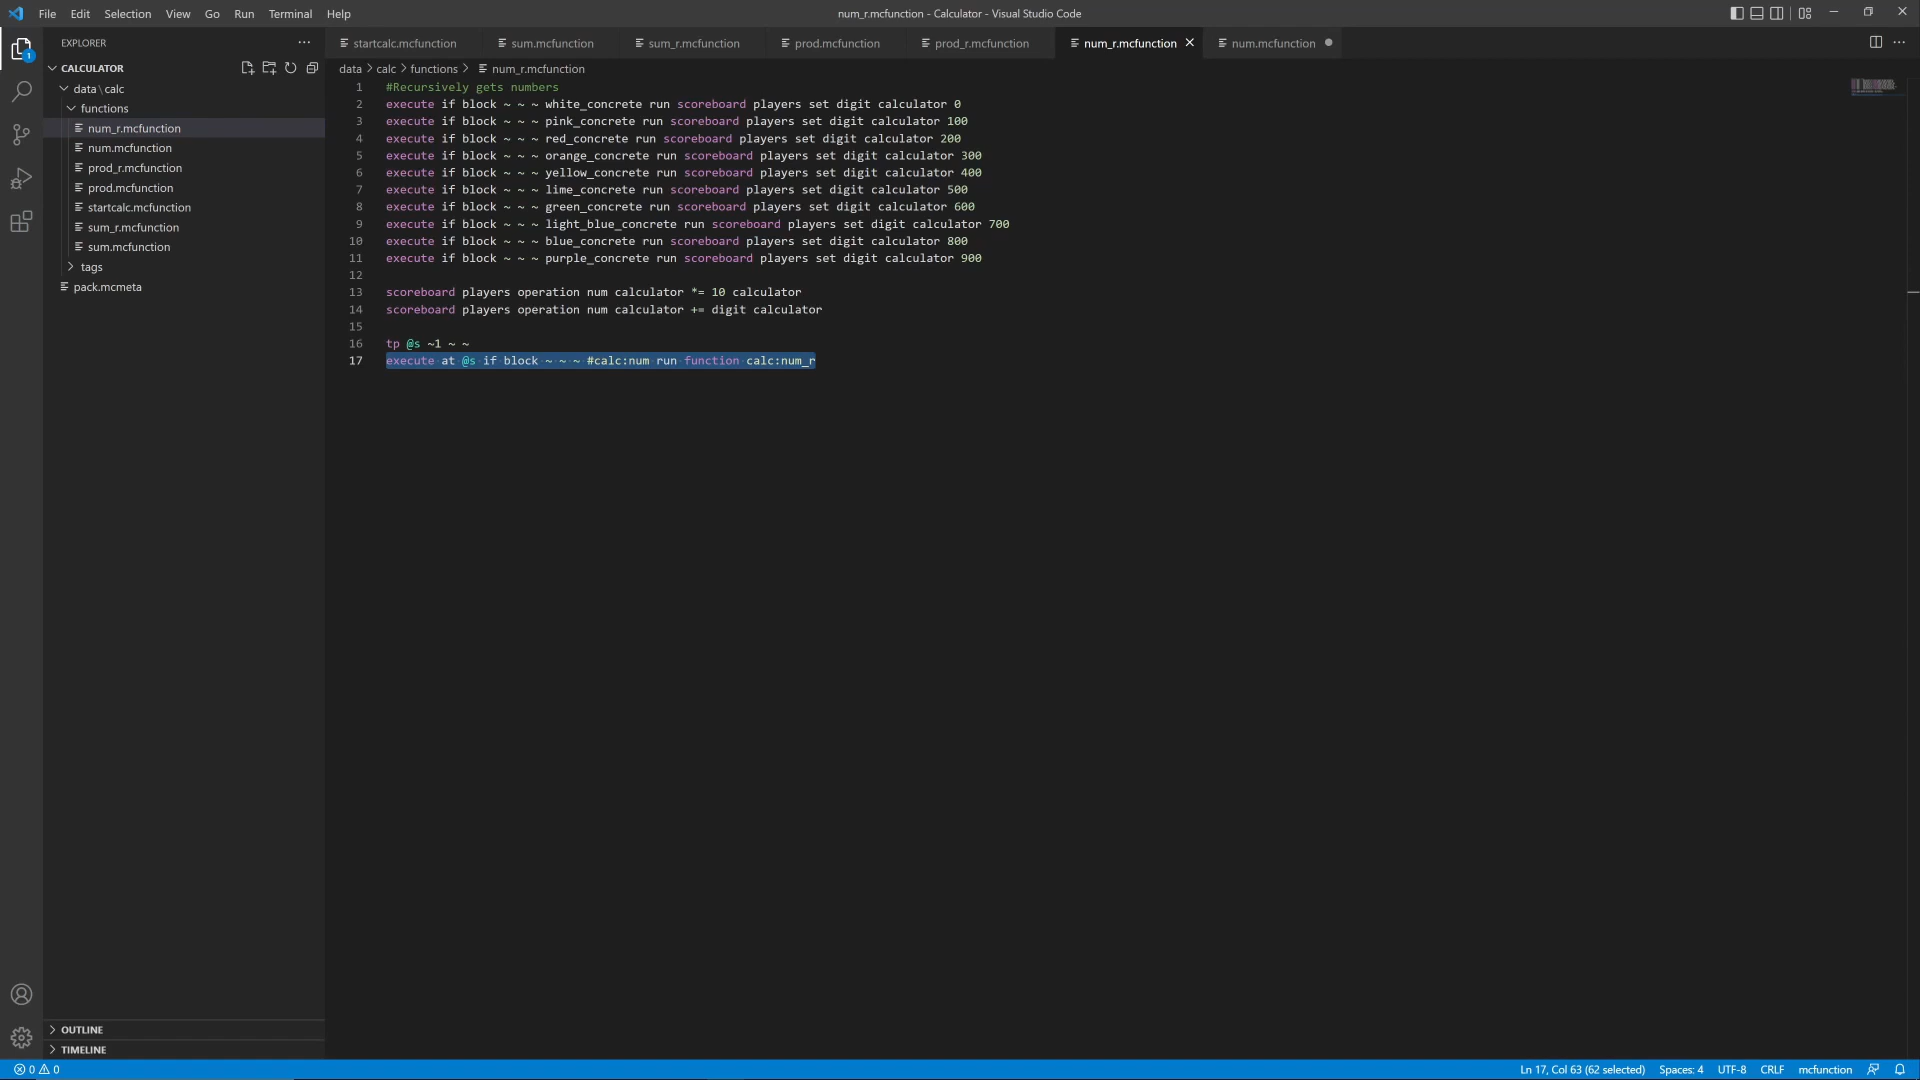 File Edit Selection View Go Run Terminal Help
num_r.mcfunction - Calculator - Visual Studio Code
EXPLORER
startcalc.mcfunction sum.mcfunction sum_r.mcfunction prod.mcfunction prod_r.mcfunction num_r.mcfunction num.mcfunction
CALCULATOR
data > calc > functions > num_r.mcfunction
data\calc
functions
num_r.mcfunction
num.mcfunction
prod_r.mcfunction
prod.mcfunction
startcalc.mcfunction
sum_r.mcfunction
sum.mcfunction
tags
pack.mcmeta
1 #Recursively gets numbers
2 execute if block ~ ~ ~ white_concrete run scoreboard players set digit calculator 0
3 execute if block ~ ~ ~ pink_concrete run scoreboard players set digit calculator 100
4 execute if block ~ ~ ~ red_concrete run scoreboard players set digit calculator 200
5 execute if block ~ ~ ~ orange_concrete run scoreboard players set digit calculator 300
6 execute if block ~ ~ ~ yellow_concrete run scoreboard players set digit calculator 400
7 execute if block ~ ~ ~ lime_concrete run scoreboard players set digit calculator 500
8 execute if block ~ ~ ~ green_concrete run scoreboard players set digit calculator 600
9 execute if block ~ ~ ~ light_blue_concrete run scoreboard players set digit calculator 700
10 execute if block ~ ~ ~ blue_concrete run scoreboard players set digit calculator 800
11 execute if block ~ ~ ~ purple_concrete run scoreboard players set digit calculator 900
12
13 scoreboard players operation num calculator *= 10 calculator
14 scoreboard players operation num calculator += digit calculator
15
16 tp @s ~1 ~ ~
17 execute at @s if block ~ ~ ~ #calc:num run function calc:num_r
OUTLINE
TIMELINE
0 0
Ln 17, Col 63 (62 selected) Spaces: 4 UTF-8 CRLF mcfunction
1